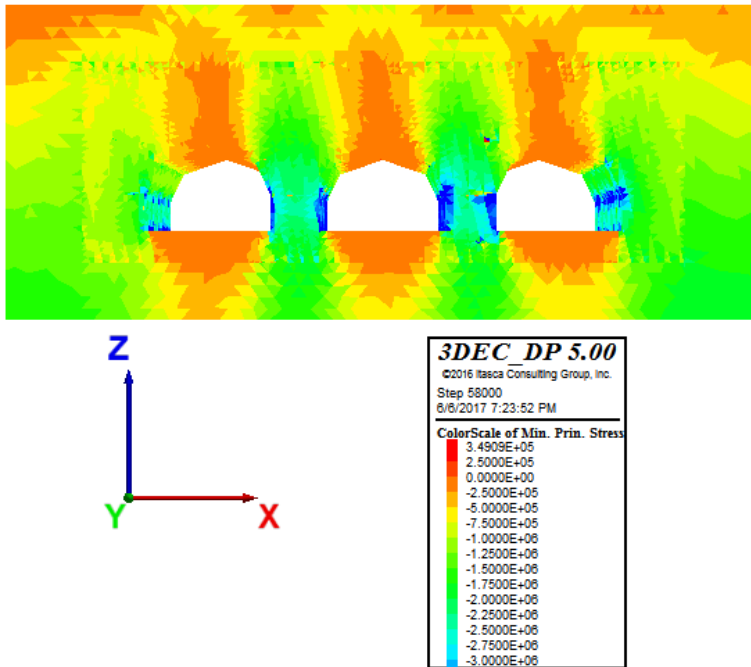 Z
Y
X
3DEC_DP 5.00
©2016 Itasca Consulting Group, Inc.
Step 58000
6/6/2017 7:23:52 PM
ColorScale of Min. Prin. Stress
3.4909E+05
2.5000E+05
0.0000E+00
-2.5000E+05
-5.0000E+05
-7.5000E+05
-1.0000E+06
-1.2500E+06
-1.5000E+06
-1.7500E+06
-2.0000E+06
-2.5000E+06
-2.7500E+06
-3.0000E+06